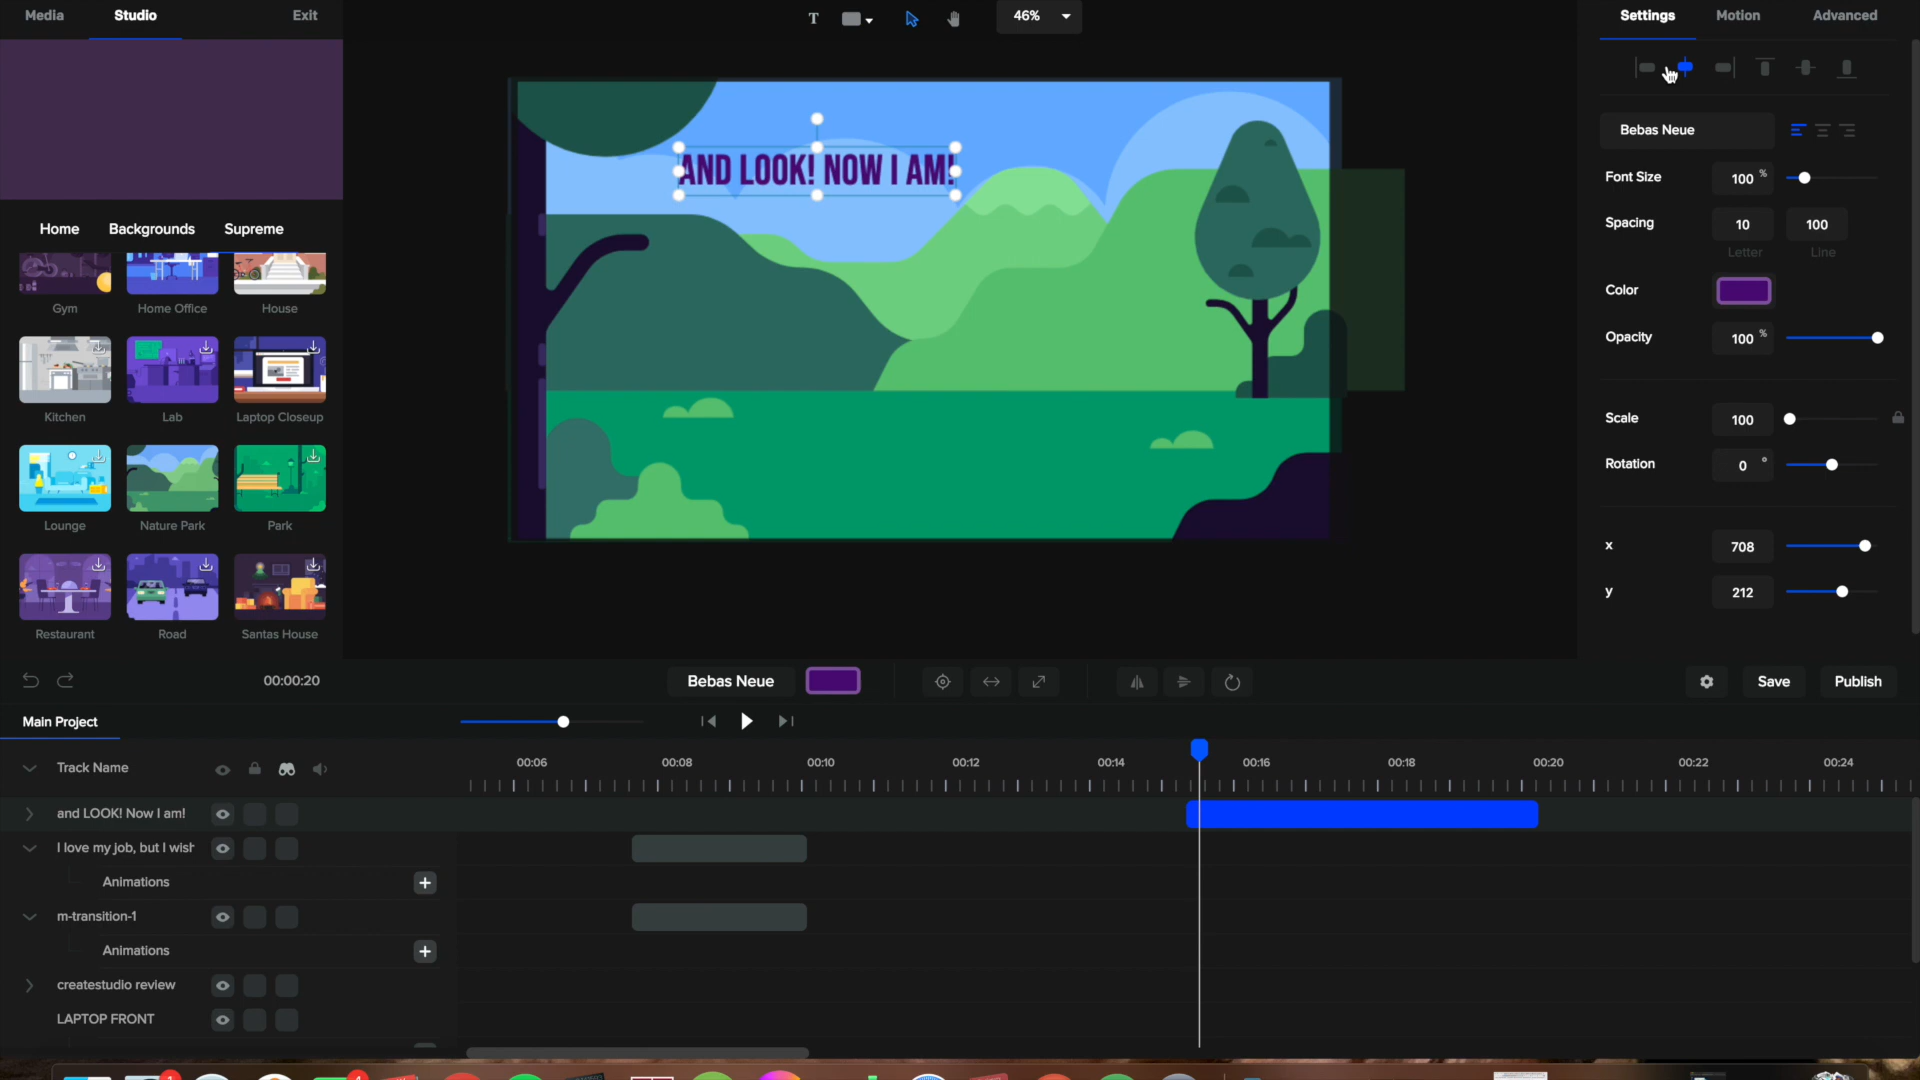 Media Studio Exit
46%
Settings Motion Advanced
AND LOOK! NOW I AM!
Bebas Neue
Font Size 100 %
Spacing 10 100
Letter Line
Color
Opacity 100 %
Scale 100
Rotation 0 °
x 708
y 212
Home Backgrounds Supreme
Gym Home Office House
Kitchen Lab Laptop Closeup
Lounge Nature Park Park
Restaurant Road Santas House
00:00:20
Bebas Neue
Save Publish
Main Project
Track Name
00:06 00:08 00:10 00:12 00:14 00:16 00:18 00:20 00:22 00:24
and LOOK! Now I am!
I love my job, but I wish
Animations
m-transition-1
Animations
createstudio review
LAPTOP FRONT